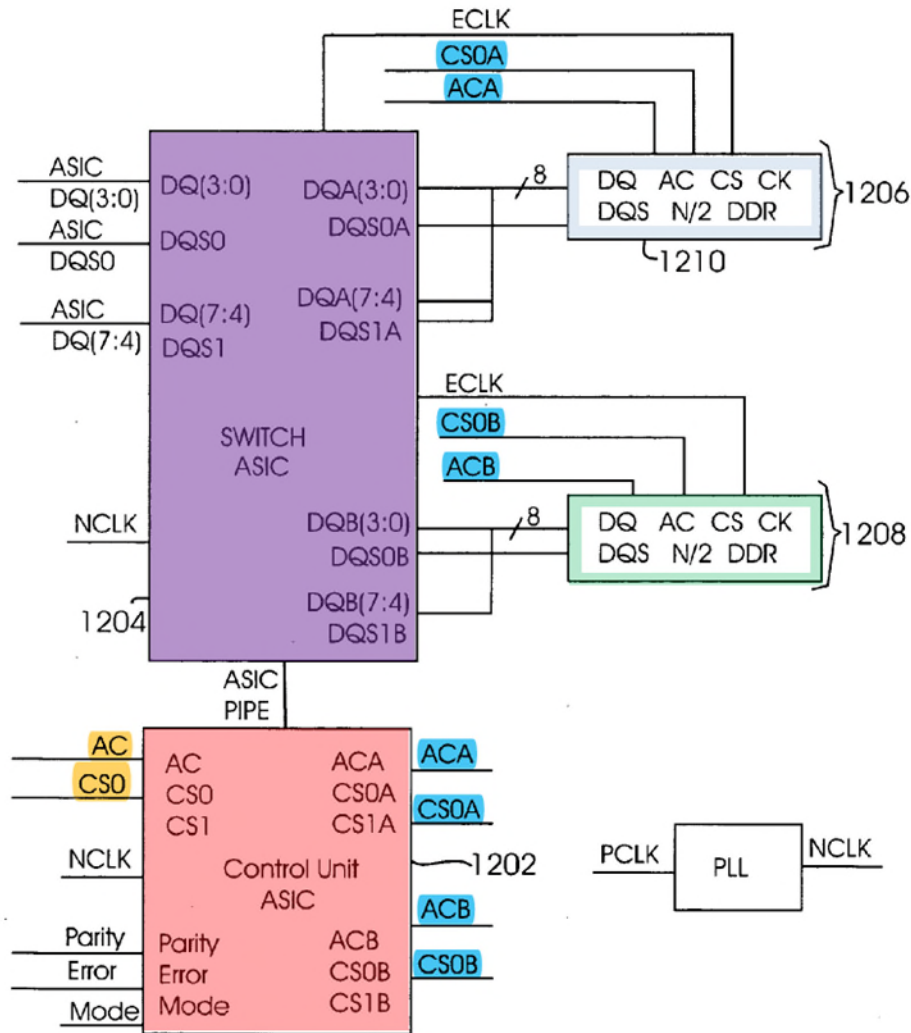 ECLK
CS0A
ACA
ASIC
DQ(3:0)
ASIC
DQS0
ASIC
DQ(7:4)
DQ(3:0)
DQS0
DQ(7:4)
DQS1
DQA(3:0)
DQS0A
DQA(7:4)
DQS1A
8
DQ AC CS CK
DQS N/2 DDR
1206
1210
SWITCH
ASIC
ECLK
CS0B
ACB
NCLK
DQB(3:0)
DQS0B
DQB(7:4)
DQS1B
8
DQ AC CS CK
DQS N/2 DDR
1208
1204
ASIC
PIPE
AC
CS0
NCLK
Parity
Error
Mode
AC
CS0
CS1
ACA
CS0A
CS1A
Control Unit
ASIC
Parity
Error
Mode
ACB
CS0B
CS1B
ACA
CS0A
1202
ACB
CS0B
PCLK
PLL
NCLK